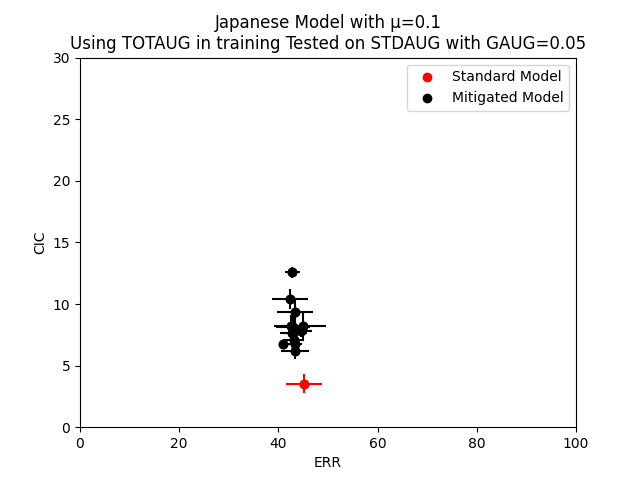 Japanese Model with μ=0.1
Using TOTAUG in training Tested on STDAUG with GAUG=0.05
Standard Model
Mitigated Model
30
25
20
15
10
5
0
CIC
0 20 40 60 80 100
ERR